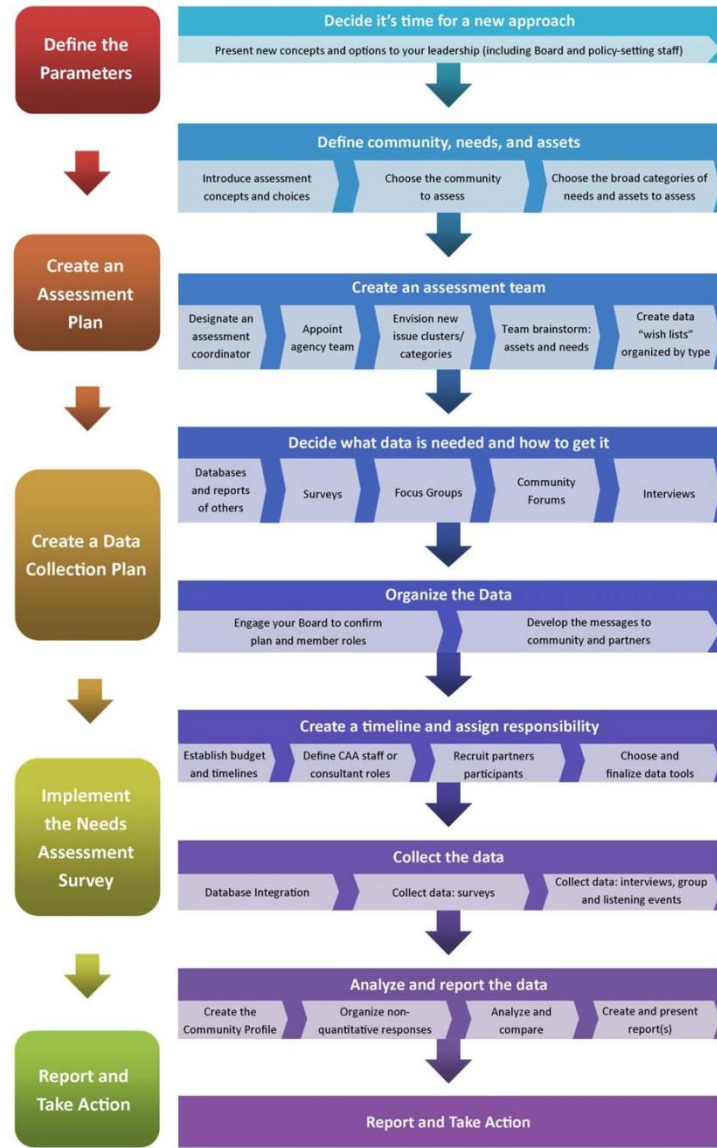 Define the
Parameters
Create an
Assessment
Plan
Create a Data
Collection Plan
Implement
the Needs
Assessment
Survey
Report and
Take Action
Decide it's time for a new approach
Present new concepts and options to your leadership (including Board and policy-setting staff)
Define community, needs, and assets
Introduce assessment
concepts and choices
Choose the community
to assess
Choose the broad categories of
needs and assets to assess
Create an assessment team
Designate an
assessment
coordinator
Appoint
agency team
Envision new
issue clusters/
categories
Team brainstorm:
assets and needs
Create data
“wish lists”
organized by type
Decide what data is needed and how to get it
Databases
and reports
of others
Surveys
Focus Groups
Community
Forums
Interviews
Organize the Data
Engage your Board to confirm
plan and member roles
Develop the messages to
community and partners
Create a timeline and assign responsibility
Establish budget
and timelines
Define CAA staff or
consultant roles
Recruit partners
participants
Choose and
finalize data tools
Collect the data
Database Integration
Collect data: surveys
Collect data: interviews, group
and listening events
Analyze and report the data
Create the
Community Profile
Organize non-
quantitative responses
Analyze and
compare
Create and present
report(s)
Report and Take Action